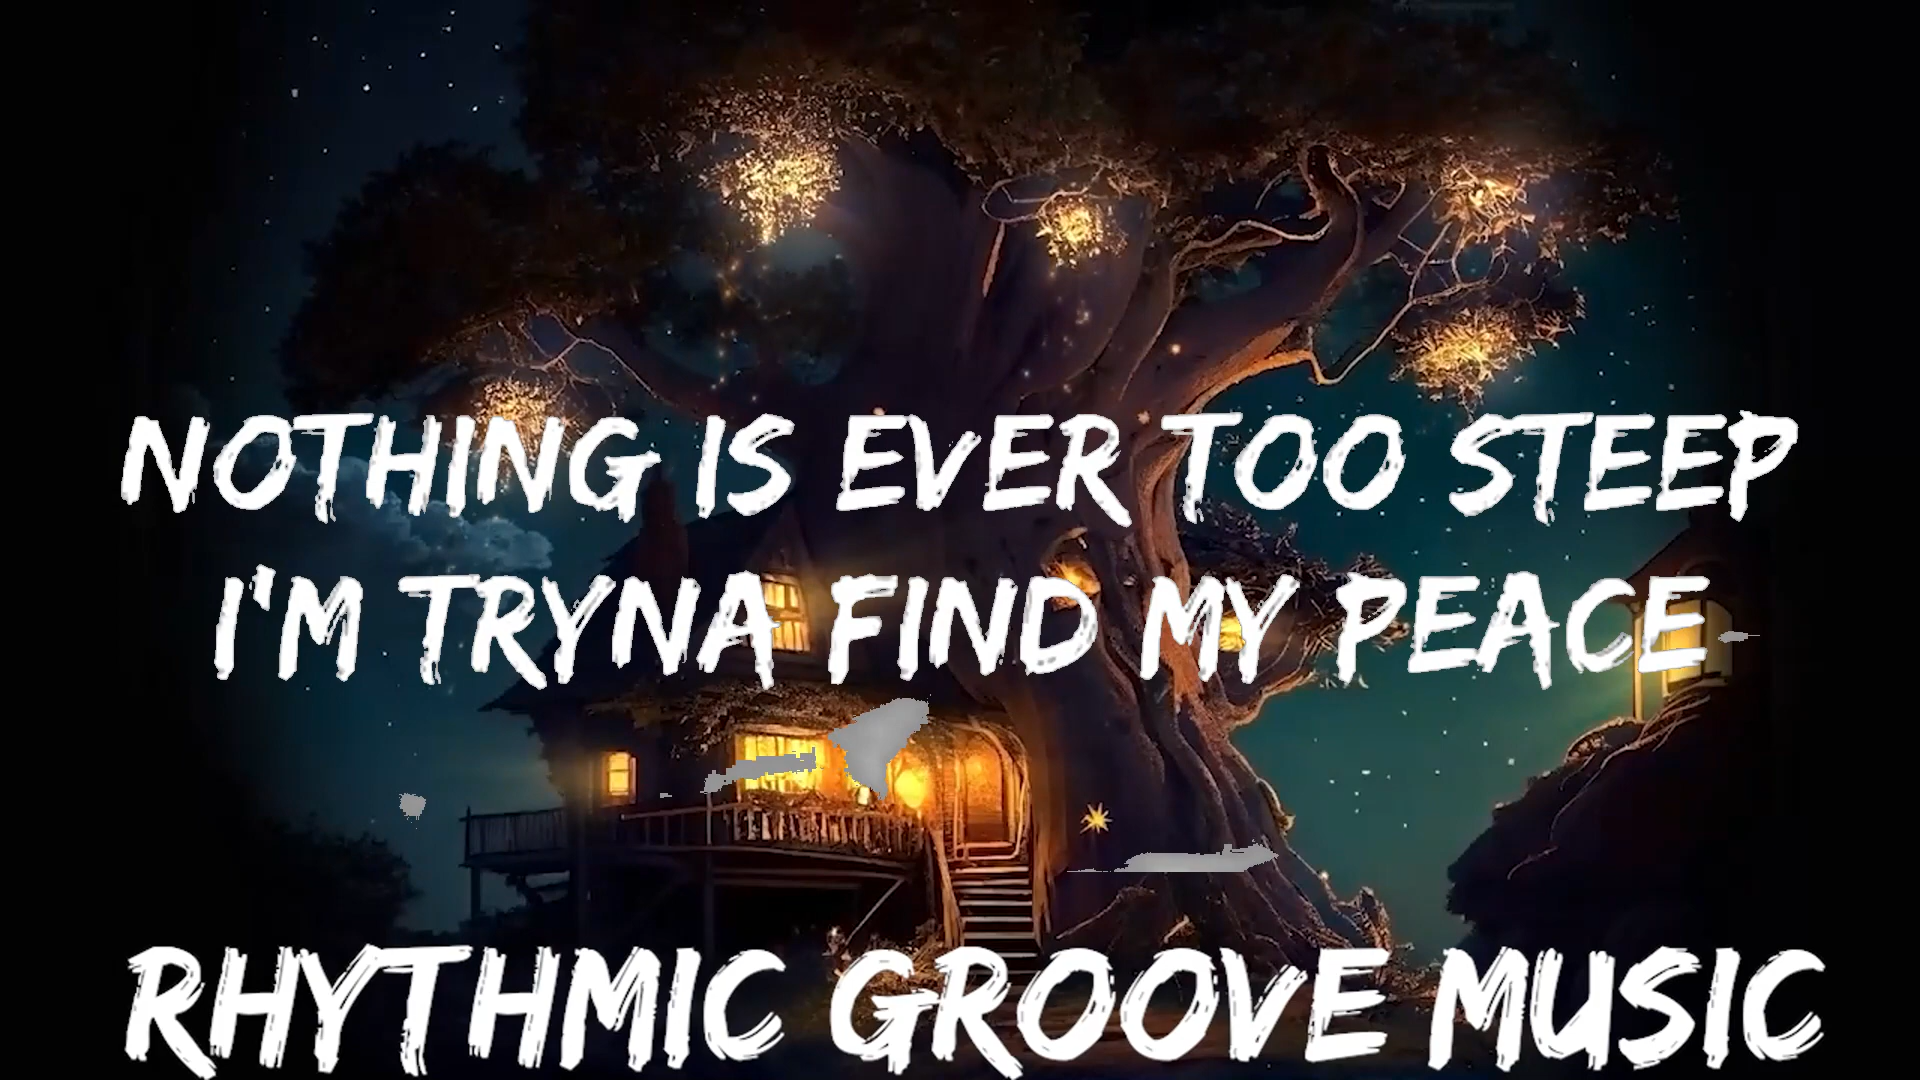 NOTHING IS EVER TOO STEEP
I'M TRYNA FIND MY PEACE
RHYTHMIC GROOVE MUSIC